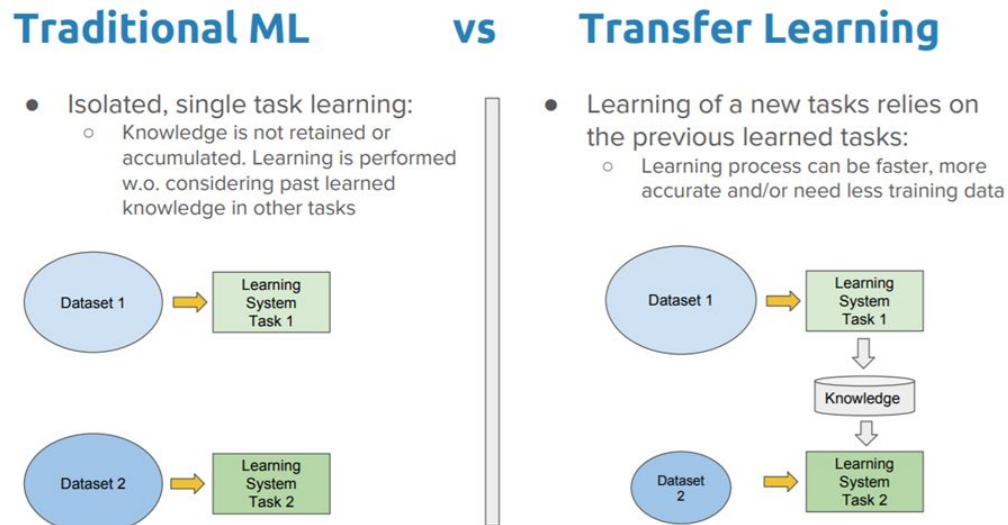 Traditional ML vs Transfer Learning
● Isolated, single task learning:
○ Knowledge is not retained or
accumulated. Learning is performed
w.o. considering past learned
knowledge in other tasks
● Learning of a new tasks relies on
the previous learned tasks:
○ Learning process can be faster, more
accurate and/or need less training data
Dataset 1
Learning
System
Task 1
Dataset 2
Learning
System
Task 2
Dataset 1
Learning
System
Task 1
Knowledge
Dataset
2
Learning
System
Task 2